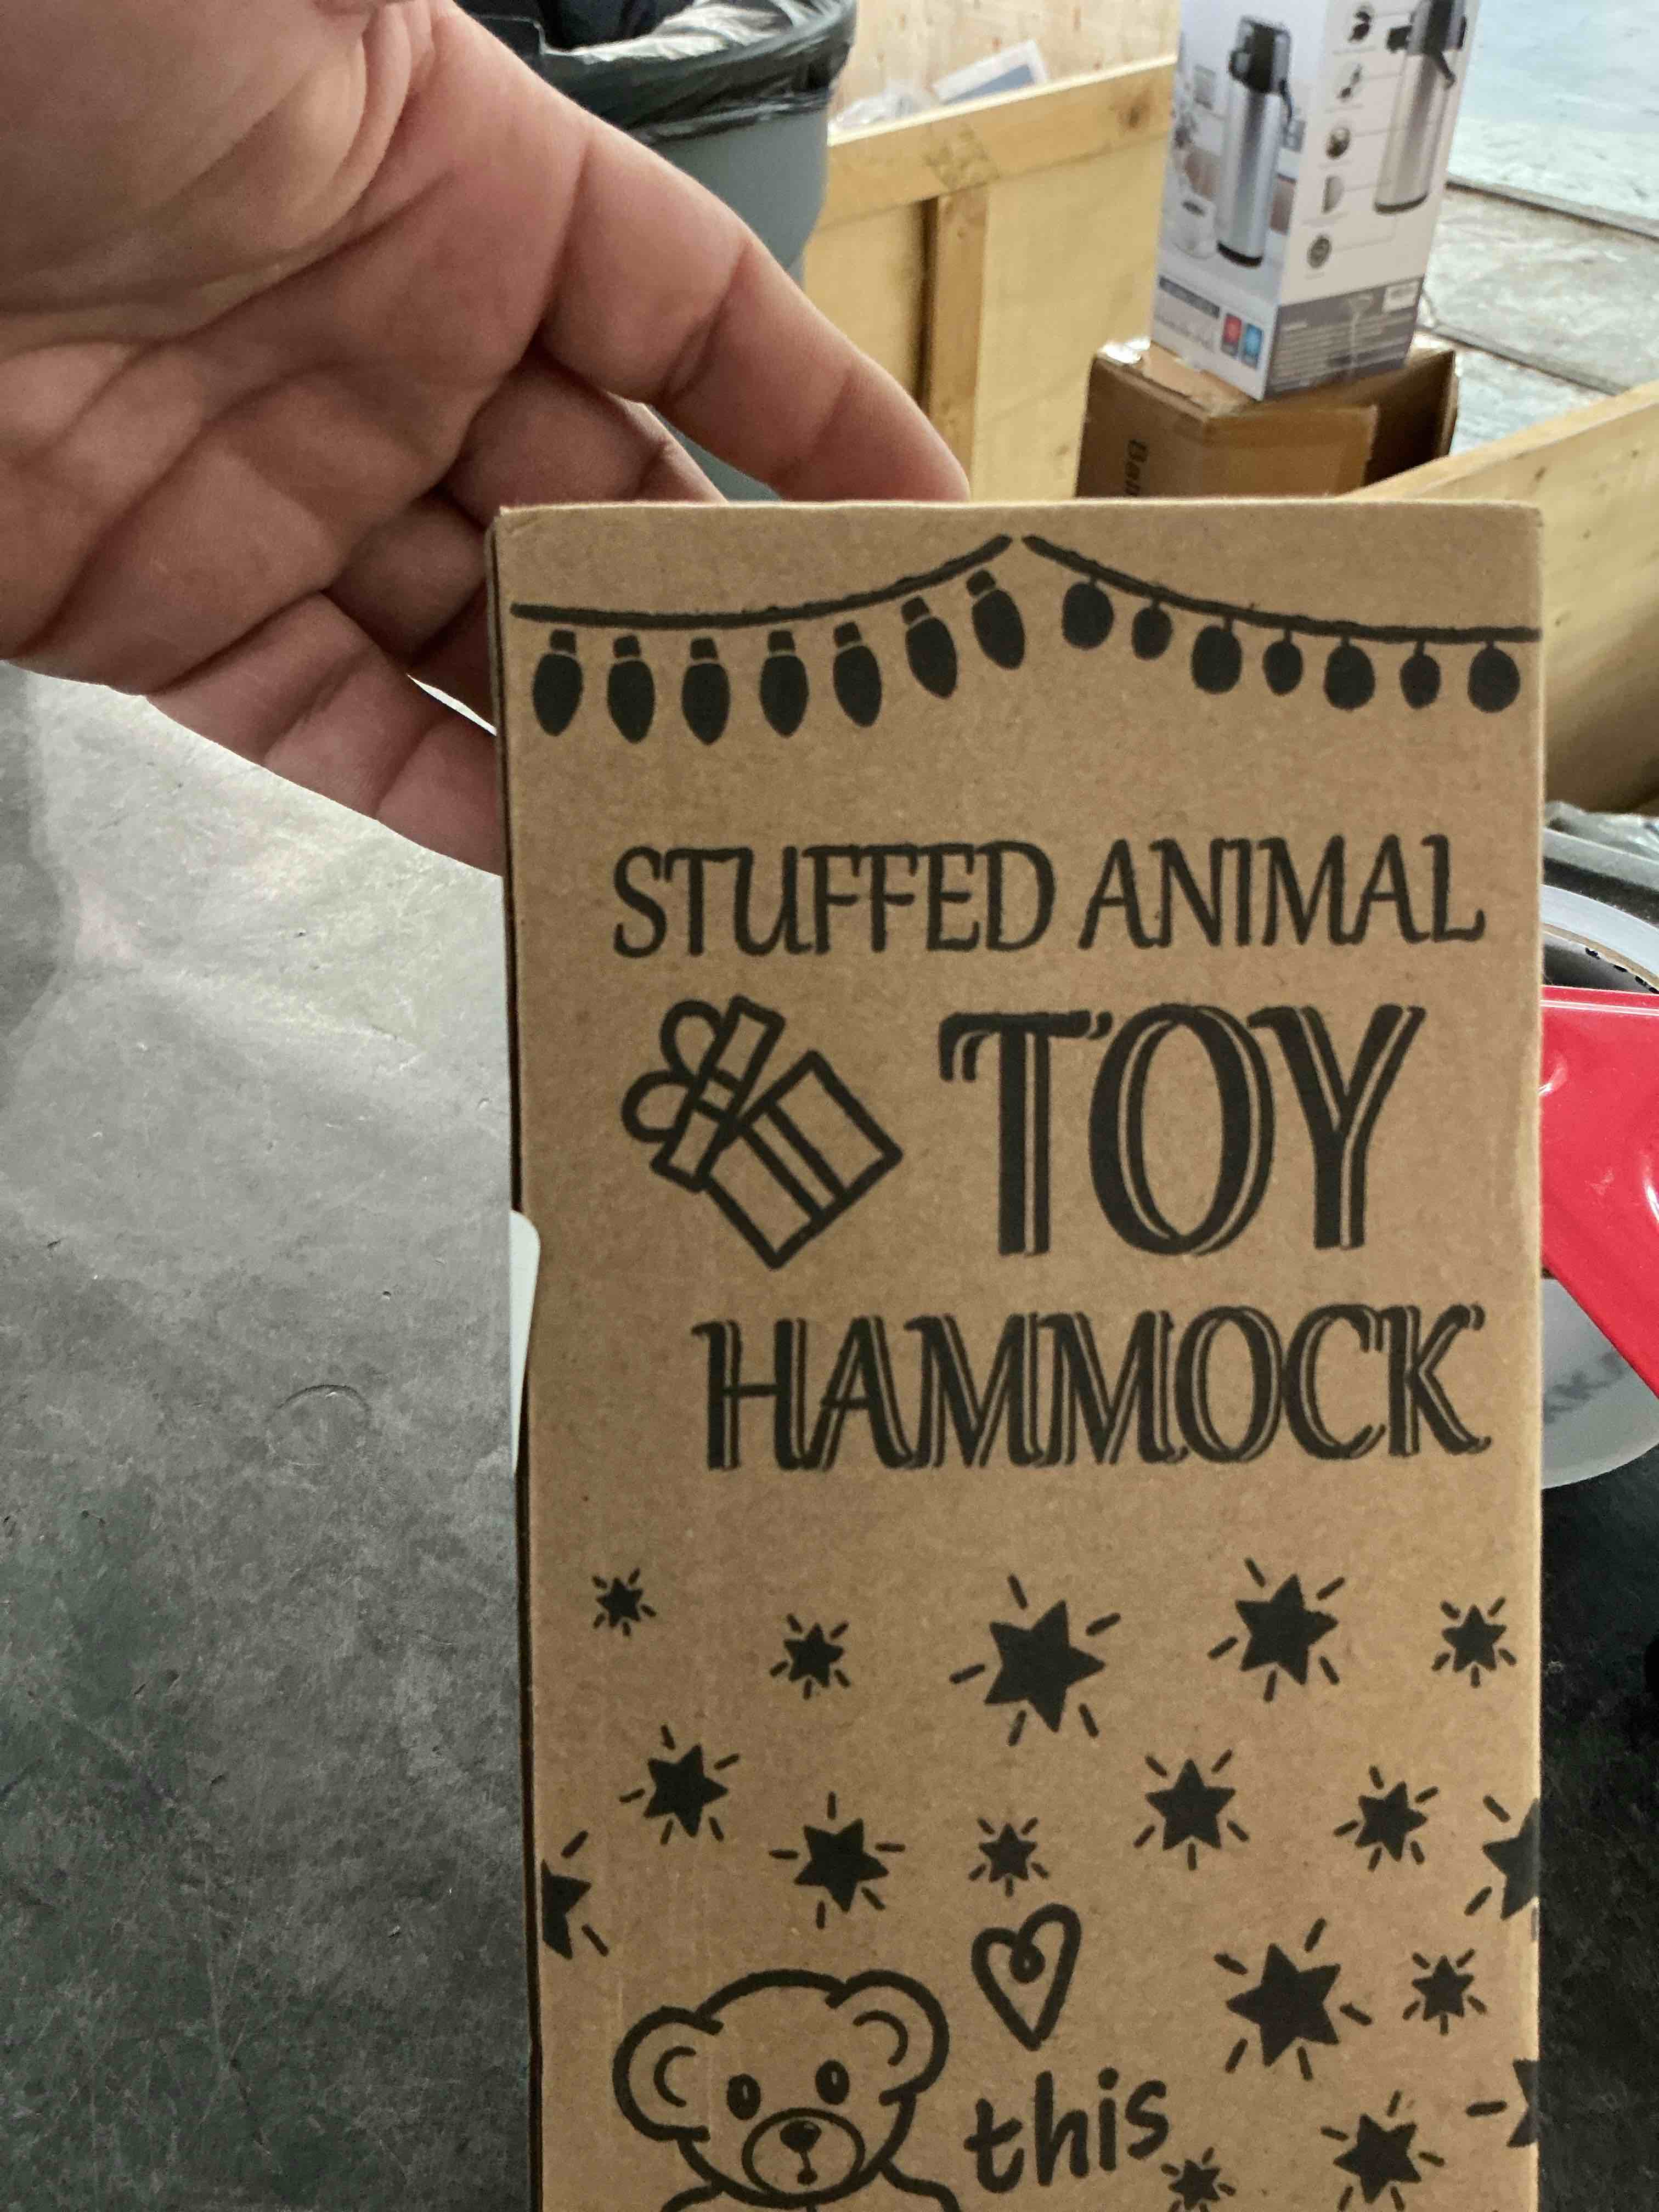 STUFFED ANIMAL
TOY
HAMMOCK
this